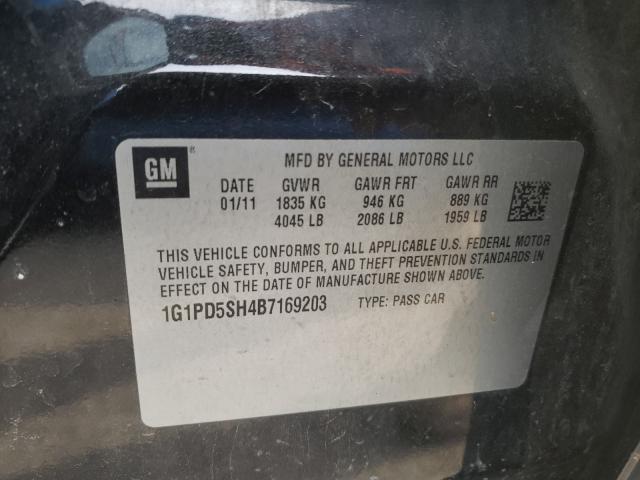 GM
MFD BY GENERAL MOTORS LLC
DATE GVWR GAWR FRT GAWR RR
01/11 1835 KG 946 KG 889 KG
4045 LB 2086 LB 1959 LB
THIS VEHICLE CONFORMS TO ALL APPLICABLE U.S. FEDERAL MOTOR
VEHICLE SAFETY, BUMPER, AND THEFT PREVENTION STANDARDS IN
EFFECT ON THE DATE OF MANUFACTURE SHOWN ABOVE.
1G1PD5SH4B7169203 TYPE: PASS CAR